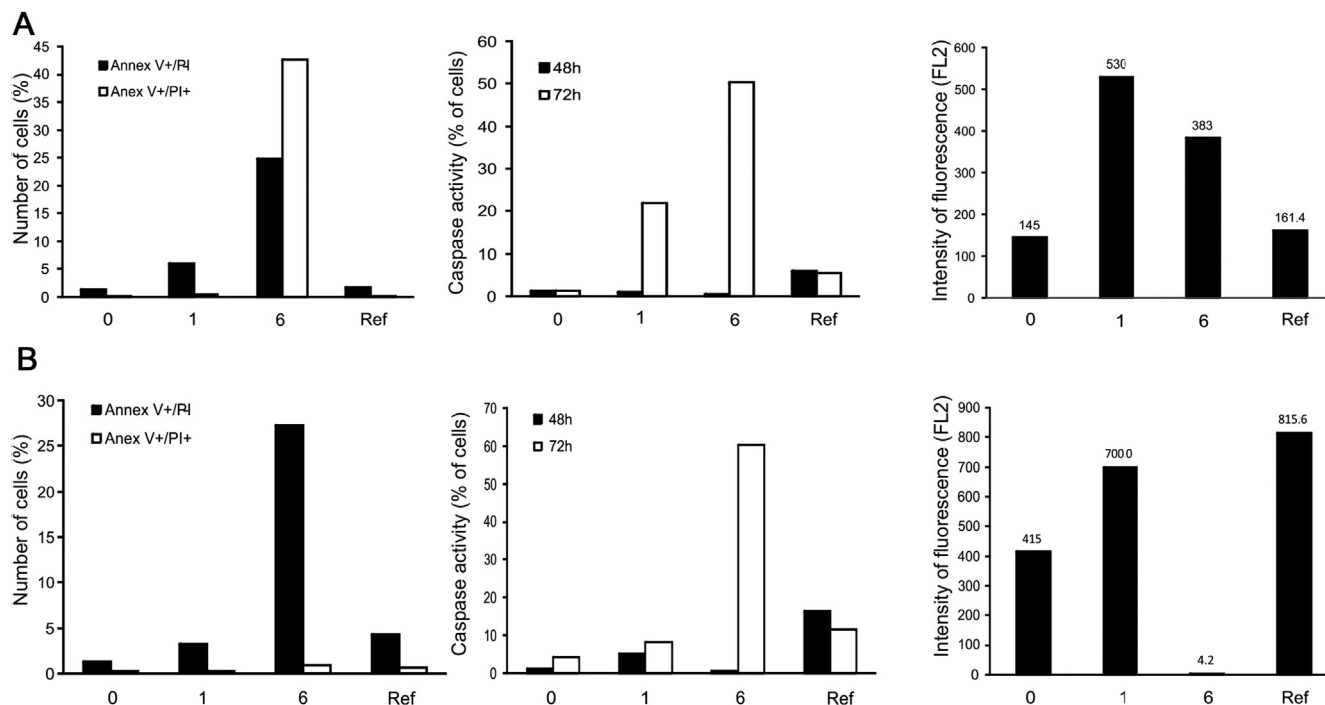 A
Number of cells (%)
45
40
35
30
25
20
15
10
5
0
Annex V+/PI
Anex V+/PI+
0 1 6 Ref
Caspase activity (% of cells)
60
50
40
30
20
10
0
48h
72h
0 1 6 Ref
Intensity of fluorescence (FL2)
600
500
400
300
200
100
0
145
530
383
161.4
0 1 6 Ref
B
Number of cells (%)
30
25
20
15
10
5
0
Annex V+/PI
Anex V+/PI+
0 1 6 Ref
Caspase activity (% of cells)
70
60
50
40
30
20
10
0
48h
72h
0 1 6 Ref
Intensity of fluorescence (FL2)
900
800
700
600
500
400
300
200
100
0
415
700 0
4.2
815.6
0 1 6 Ref